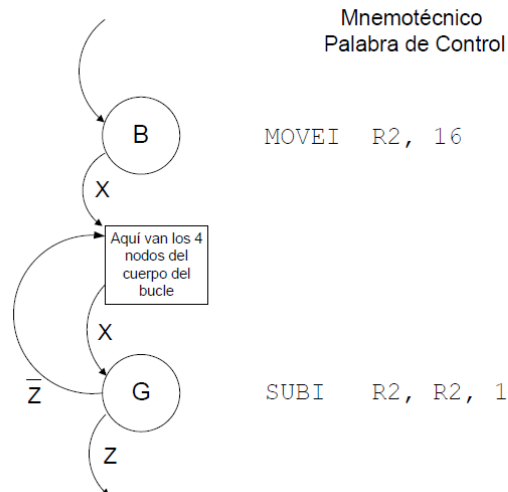 Mnemotécnico
Palabra de Control
B
MOVEI R2, 16
X
Aquí van los 4
nodos del
cuerpo del
bucle
X
Z̅
G
SUBI R2, R2, 1
Z